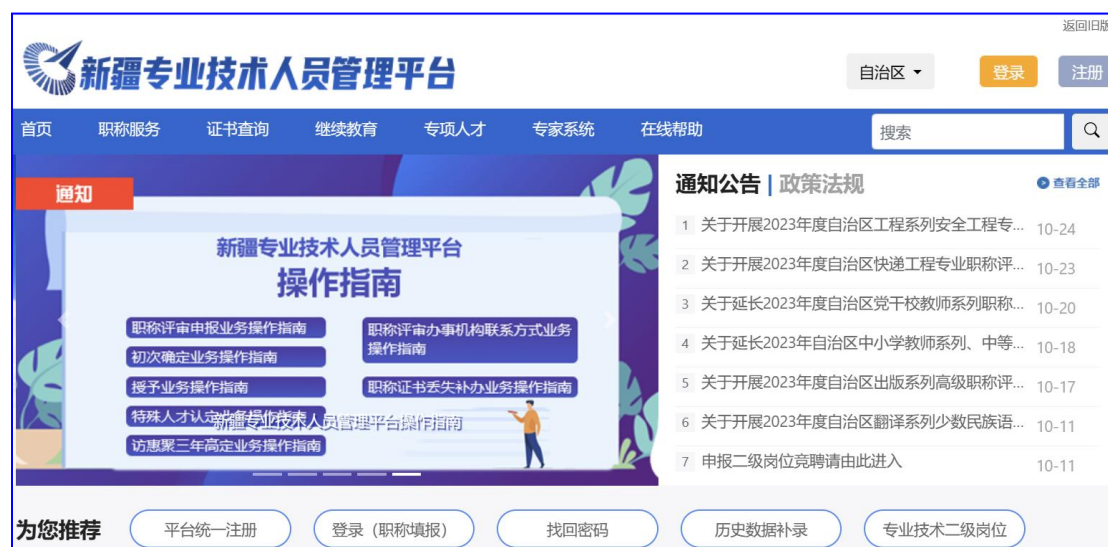 返回旧版
新疆专业技术人员管理平台
自治区
登录
注册
首页 职称服务 证书查询 继续教育 专项人才 专家系统 在线帮助
搜索
通知
新疆专业技术人员管理平台
操作指南
职称评审申报业务操作指南
初次确定业务操作指南
授予业务操作指南
特殊人才认定业务操作指南
访惠聚三年高定业务操作指南
职称评审办事机构联系方式业务
操作指南
职称证书丢失补办业务操作指南
新疆专业技术人员管理平台操作指南
通知公告 | 政策法规 查看全部
1 关于开展2023年度自治区工程系列安全工程专... 10-24
2 关于开展2023年度自治区快递工程专业职称评... 10-23
3 关于延长2023年度自治区党干校教师系列职称... 10-20
4 关于延长2023年自治区中小学教师系列、中等... 10-18
5 关于开展2023年度自治区出版系列高级职称评... 10-17
6 关于开展2023年度自治区翻译系列少数民族语... 10-11
7 申报二级岗位竞聘请由此进入 10-11
为您推荐 平台统一注册 登录（职称填报） 找回密码 历史数据补录 专业技术二级岗位